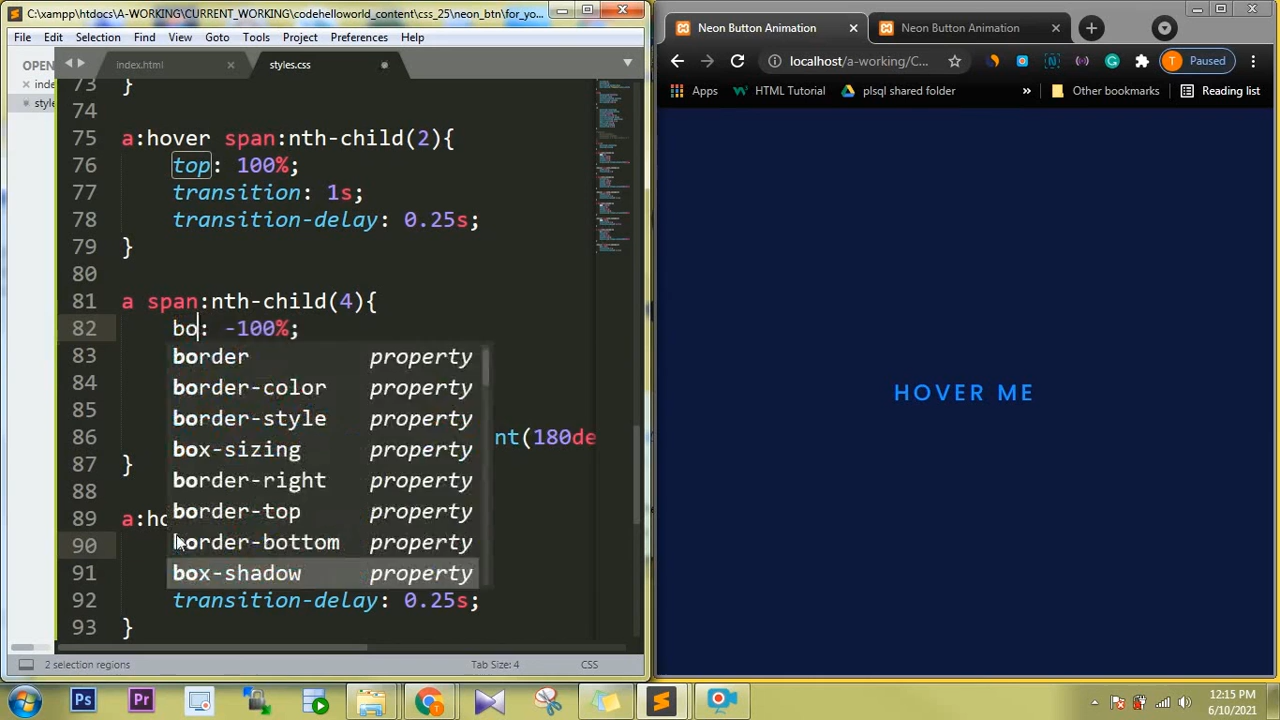 C:\xampp\htdocs\A-WORKING\CURRENT_WORKING\codehelloworld_content\css_25\neon_btn\for_yo...
File Edit Selection Find View Goto Tools Project Preferences Help
OPEN
index.html
styles.css
inde
style
73 }
74
75 a:hover span:nth-child(2){
76 top: 100%;
77 transition: 1s;
78 transition-delay: 0.25s;
79 }
80
81 a span:nth-child(4){
82 bo: -100%;
83 border property
84 border-color property
85 border-style property
box-sizing property
86 nt(180de
87 }
border-right property
88 border-top property
89 a:ho
90 border-bottom property
91 box-shadow property
92 transition-delay: 0.25s;
93 }
2 selection regions
Tab Size: 4
CSS
Neon Button Animation
Neon Button Animation
localhost/a-working/C...
Paused
T
Apps
HTML Tutorial
plsql shared folder
»
Other bookmarks
Reading list
HOVER ME
Ps
Pr
12:15 PM
6/10/2021